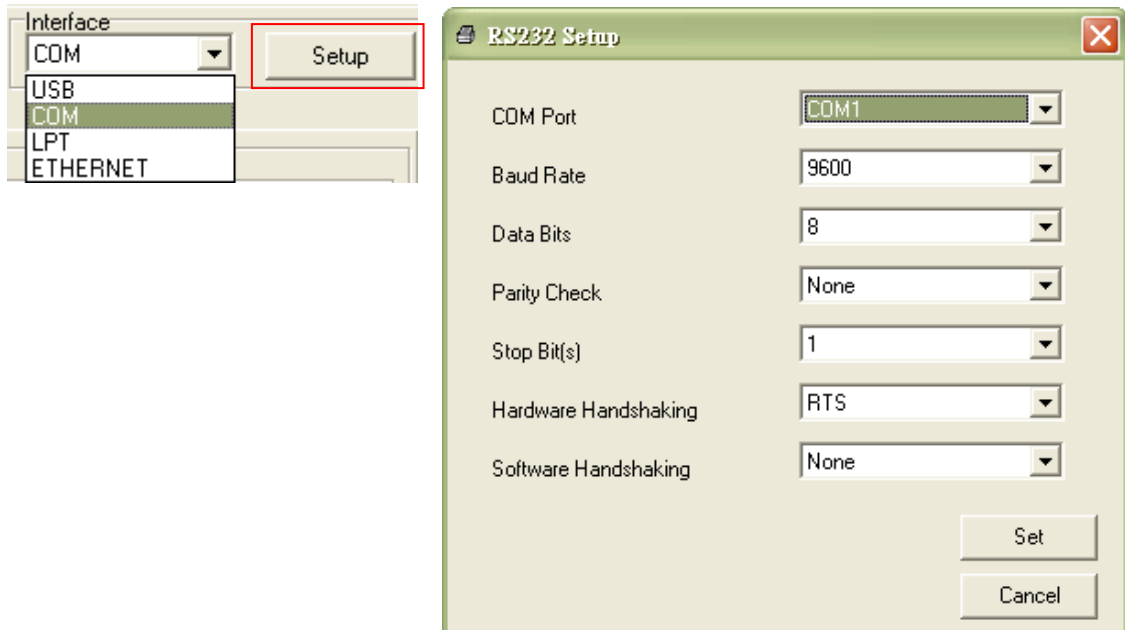 Interface
COM
Setup
USB
COM
LPT
ETHERNET
RS232 Setup
COM Port COM1
Baud Rate 9600
Data Bits 8
Parity Check None
Stop Bit(s) 1
Hardware Handshaking RTS
Software Handshaking None
Set
Cancel